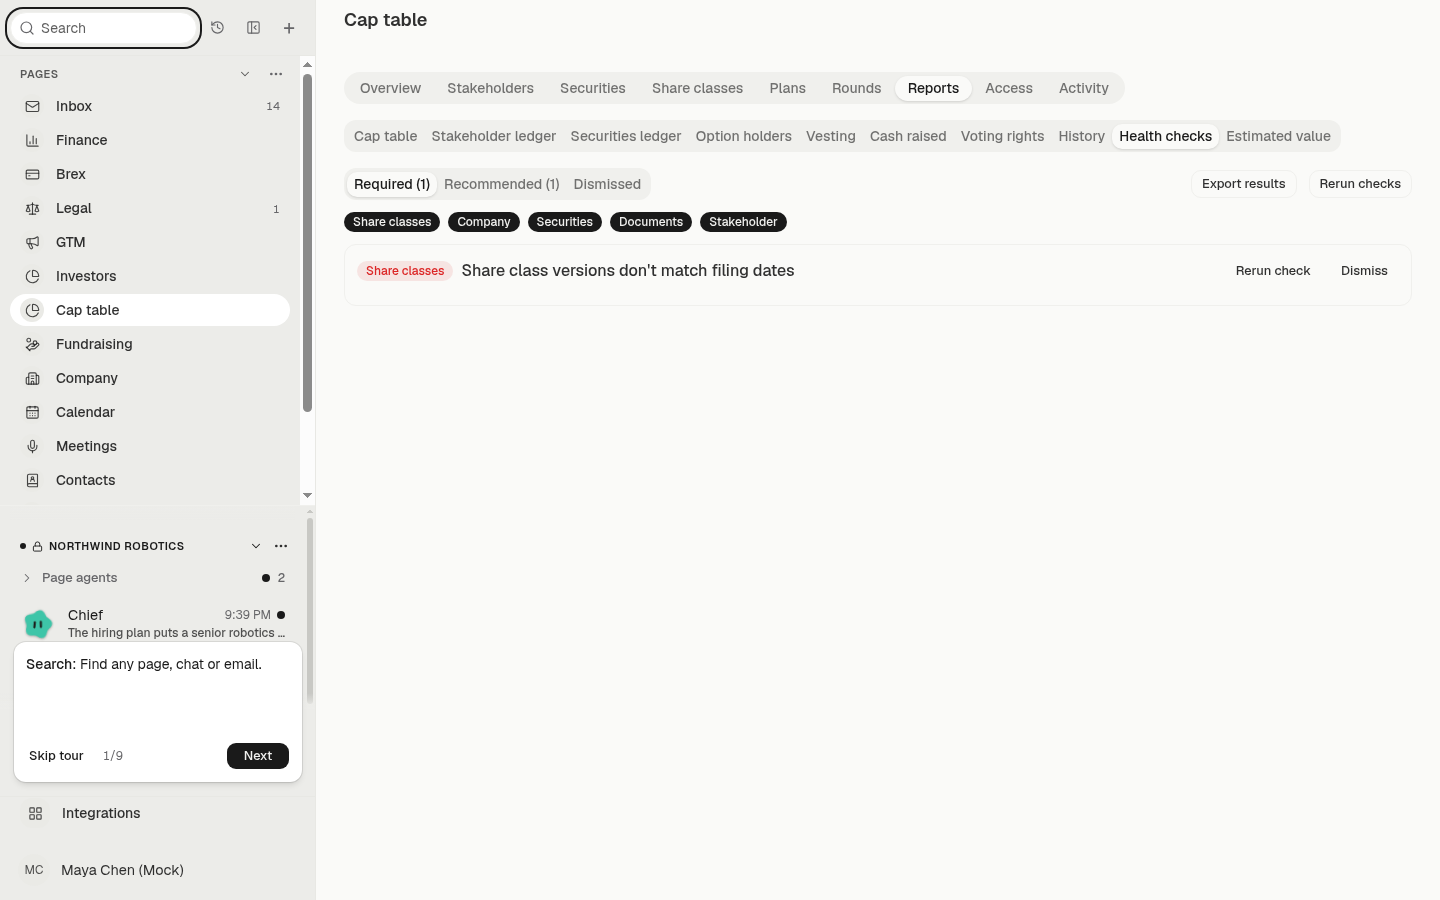 Search
PAGES
Inbox 14
Finance
Brex
Legal 1
GTM
Investors
Cap table
Fundraising
Company
Calendar
Meetings
Contacts
NORTHWIND ROBOTICS
Page agents 2
Chief 9:39 PM
The hiring plan puts a senior robotics ...
Search: Find any page, chat or email.
Skip tour 1/9 Next
Integrations
MC Maya Chen (Mock)
Cap table
Overview Stakeholders Securities Share classes Plans Rounds Reports Access Activity
Cap table Stakeholder ledger Securities ledger Option holders Vesting Cash raised Voting rights History Health checks Estimated value
Required (1) Recommended (1) Dismissed Export results Rerun checks
Share classes Company Securities Documents Stakeholder
Share classes Share class versions don't match filing dates Rerun check Dismiss